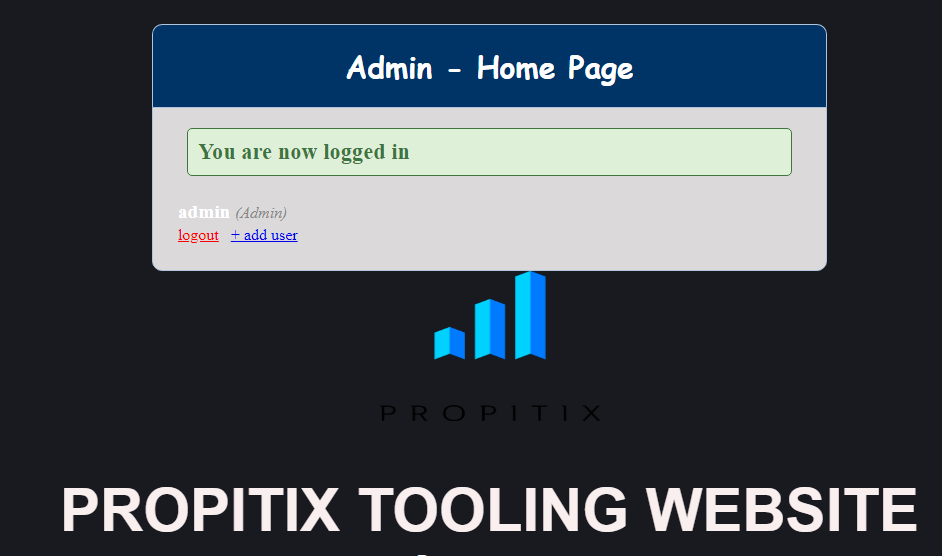 Admin - Home Page
You are now logged in
admin (Admin)
logout + add user
PROPITIX
PROPITIX TOOLING WEBSITE